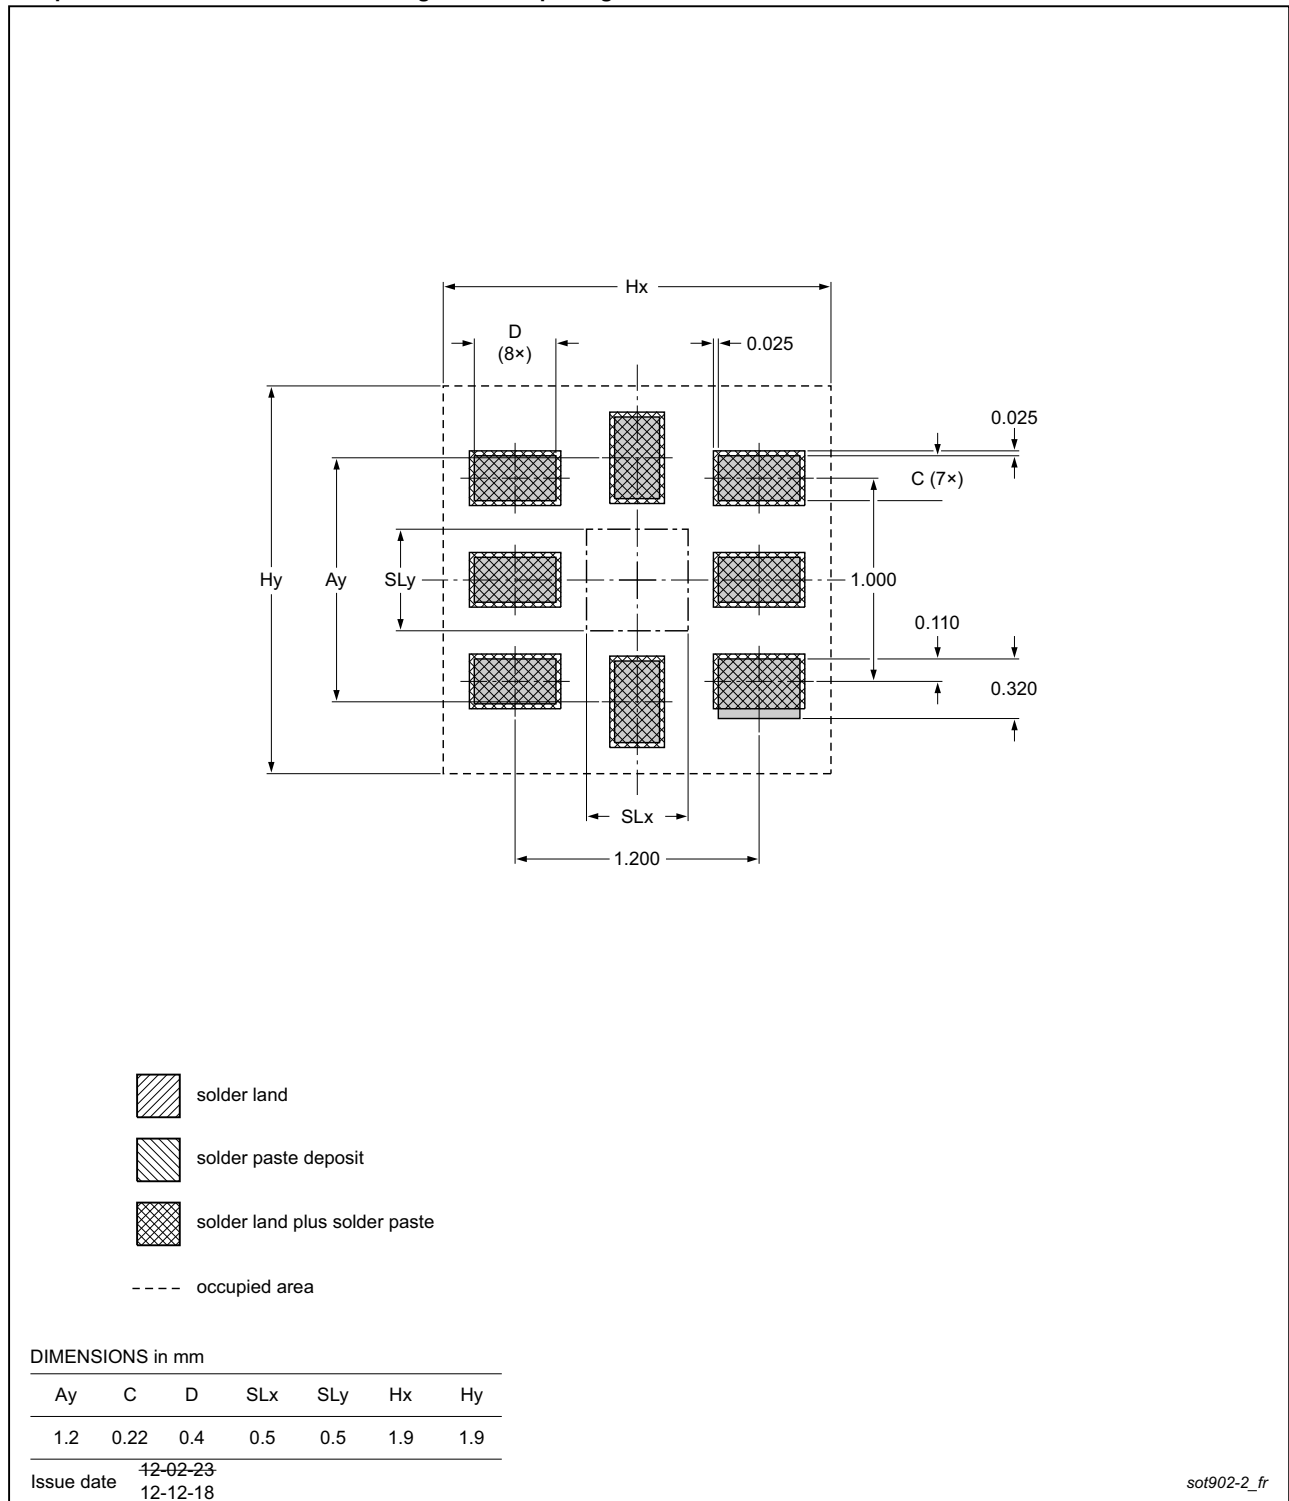 Hx
D
(8×)
0.025
0.025
C (7×)
Hy
Ay
SLy
1.000
0.110
0.320
SLx
1.200
solder land
solder paste deposit
solder land plus solder paste
occupied area
DIMENSIONS in mm
Ay C D SLx SLy Hx Hy
1.2 0.22 0.4 0.5 0.5 1.9 1.9
12-02-23
Issue date
12-12-18
sot902-2_fr